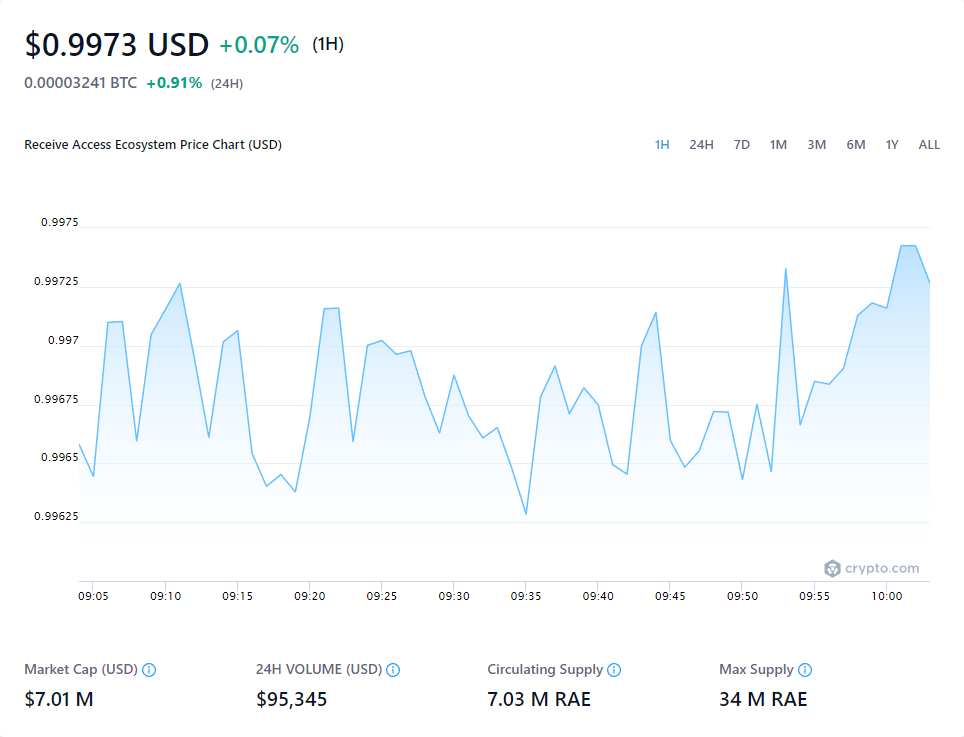 $0.9973 USD +0.07% (1H)
0.00003241 BTC +0.91% (24H)
Receive Access Ecosystem Price Chart (USD) 1H 24H 7D 1M 3M 6M 1Y ALL
0.9975
0.99725
0.997
0.99675
0.9965
0.99625
crypto.com
09:05 09:10 09:15 09:20 09:25 09:30 09:35 09:40 09:45 09:50 09:55 10:00
Market Cap (USD) 24H VOLUME (USD) Circulating Supply Max Supply
$7.01 M $95,345 7.03 M RAE 34 M RAE